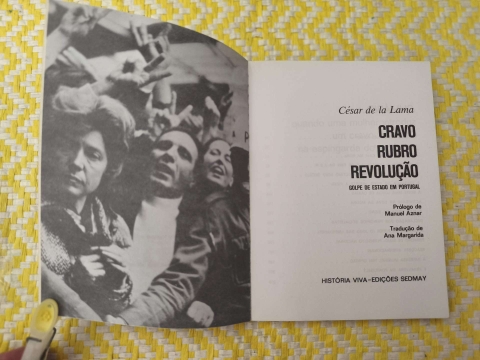 César de la Lama
CRAVO
RUBRO
REVOLUÇÃO
GOLPE DE ESTADO EM PORTUGAL
Prólogo de
Manuel Aznar
Tradução de
Ana Margarida
HISTÓRIA VIVA—EDIÇÕES SEDMAY